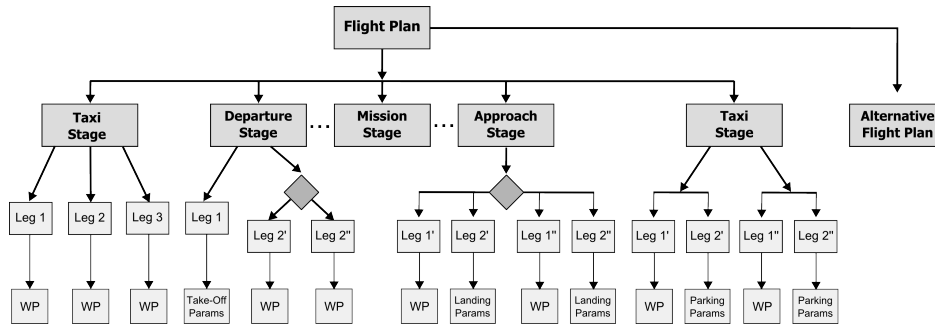 Flight Plan
Taxi
Stage
Departure
Stage
...
Mission
Stage
...
Approach
Stage
Taxi
Stage
Alternative
Flight Plan
Leg 1
Leg 2
Leg 3
Leg 1
Leg 2'
Leg 2"
Leg 1'
Leg 2'
Leg 1"
Leg 2"
Leg 1'
Leg 2'
Leg 1"
Leg 2"
WP
WP
WP
Take-Off
Params
WP
WP
WP
Landing
Params
WP
Landing
Params
WP
Parking
Params
WP
Parking
Params